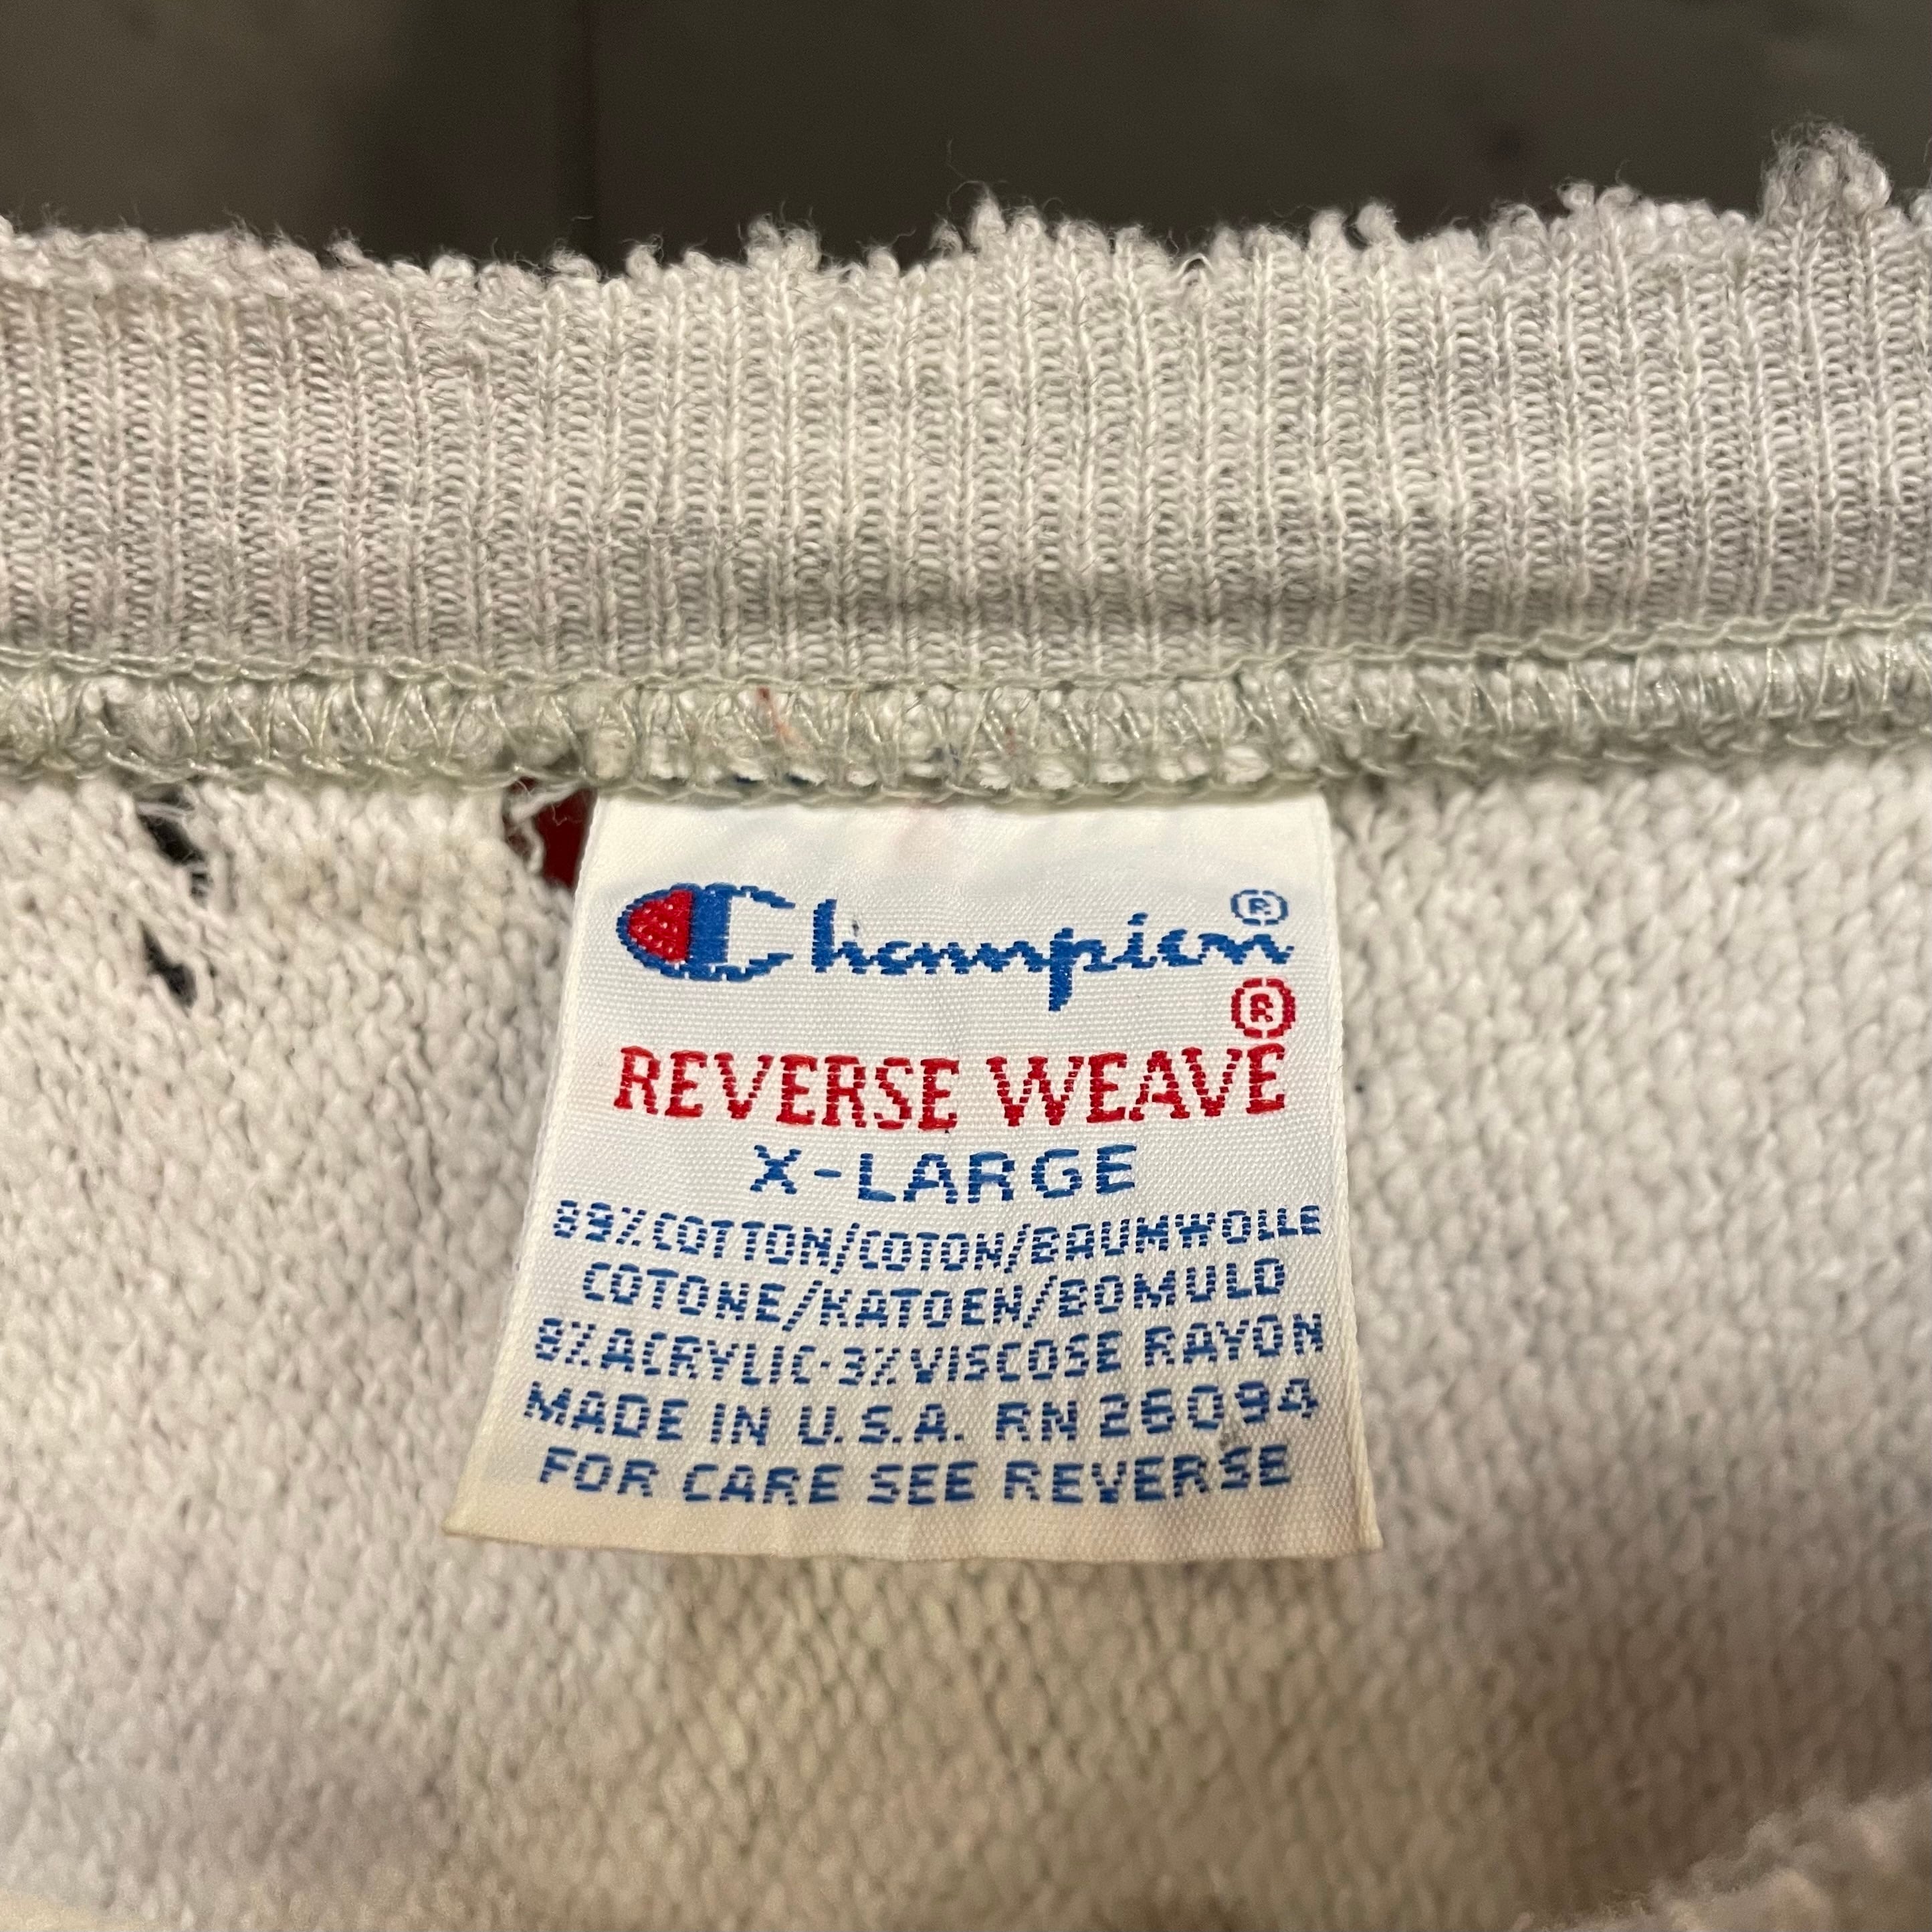 Champion ®
®
REVERSE WEAVE
X-LARGE
89% COTTON/COTON/BAUMWOLLE
COTONE/KATOEN/BOMULD
8% ACRYLIC-3% VISCOSE RAYON
MADE IN U.S.A. RN 26094
FOR CARE SEE REVERSE